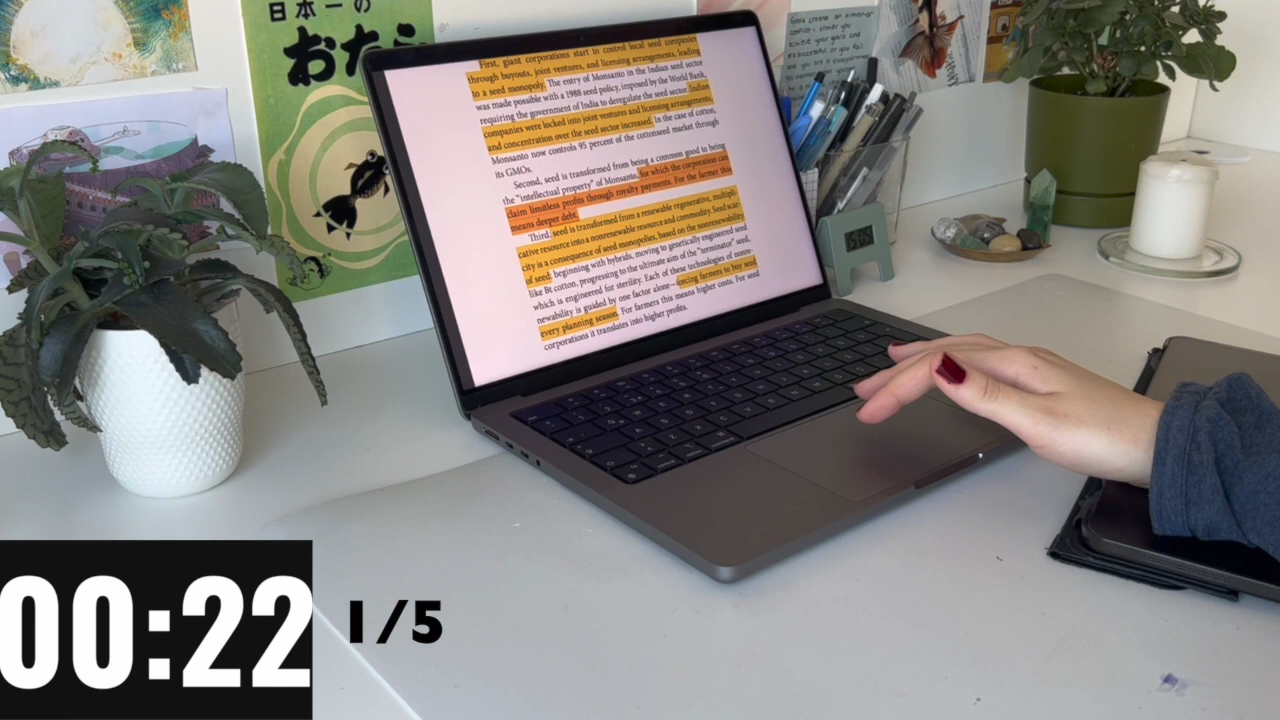 日本一の
おたら
First, giant corporations start to control local seed companies
through buyouts, joint ventures, and licensing arrangements, leading
to a seed monopoly. The entry of Monsanto in the Indian seed sector
was made possible with a 1988 seed policy, imposed by the World Bank,
requiring the government of India to deregulate the seed sector. Indian
companies were locked into joint ventures and licensing arrangements,
and concentration over the seed sector increased. In the case of cotton,
Monsanto now controls 95 percent of the cottonseed market through
its GMOs.
Second, seed is transformed from being a common good to being
the "intellectual property" of Monsanto, for which the corporation can
claim limitless profits through royalty payments. For the farmer this
means deeper debt.
Third, seed is transformed from a renewable regenerative, multipli-
cative resource into a nonrenewable resource and commodity. Seed scar-
city is a consequence of seed monopolies, based on the nonrenewability
of seed: beginning with hybrids, moving to genetically engineered seed
like Bt cotton, progressing to the ultimate aim of the "terminator" seed,
which is engineered for sterility. Each of these technologies of nonre-
newability is guided by one factor alone—forcing farmers to buy seed
every planning season. For farmers this means higher costs. For seed
corporations it translates into higher profits.
Goals create an
achieve your goals and
00:22
1/5